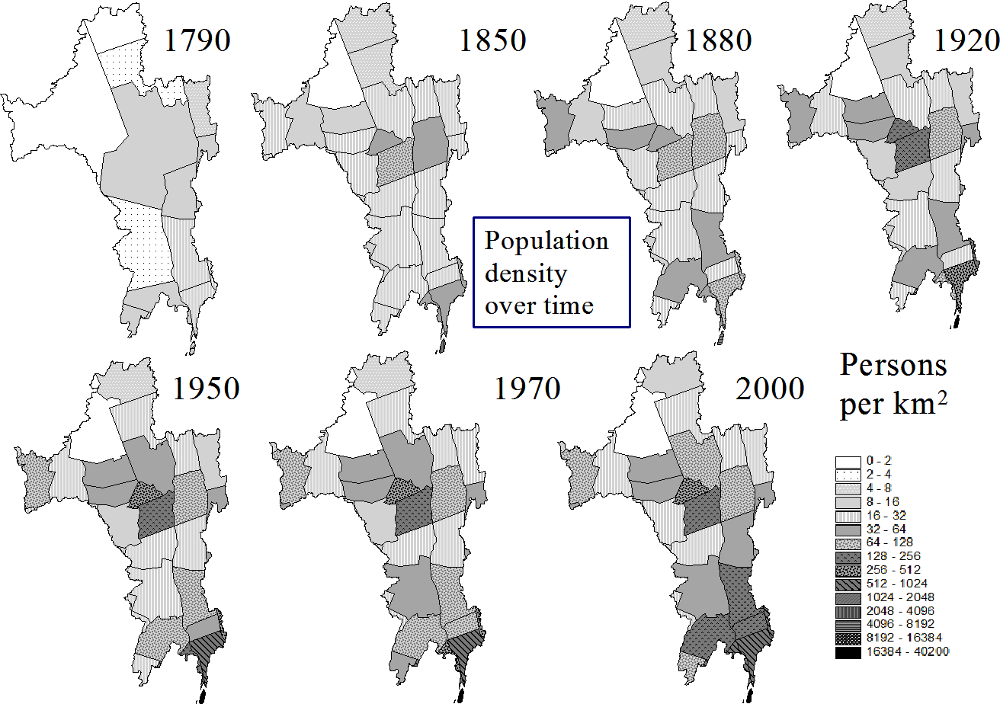 1790
1850
1880
1920
Population
density
over time
1950
1970
2000
Persons
per km²
0 - 2
2 - 4
4 - 8
8 - 16
16 - 32
32 - 64
64 - 128
128 - 256
256 - 512
512 - 1024
1024 - 2048
2048 - 4096
4096 - 8192
8192 - 16384
16384 - 40200